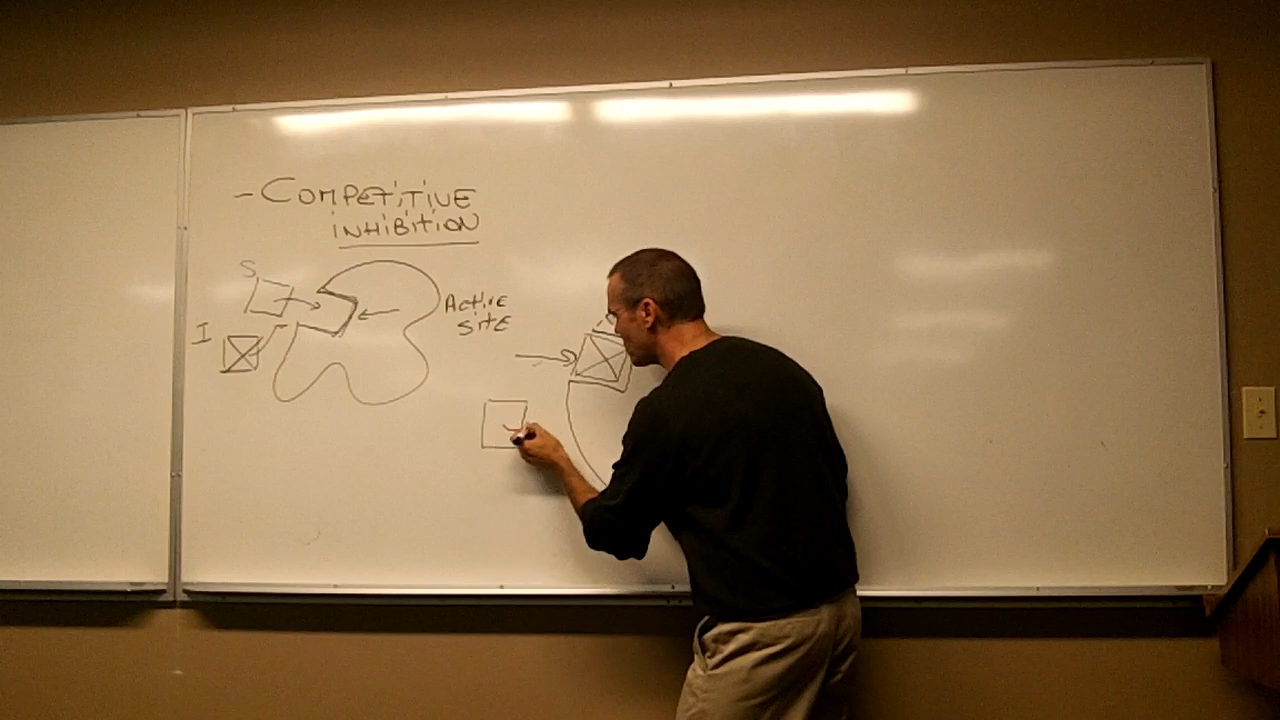 - COMPETITIVE
INHIBITION
S
I
ACTIVE
SITE